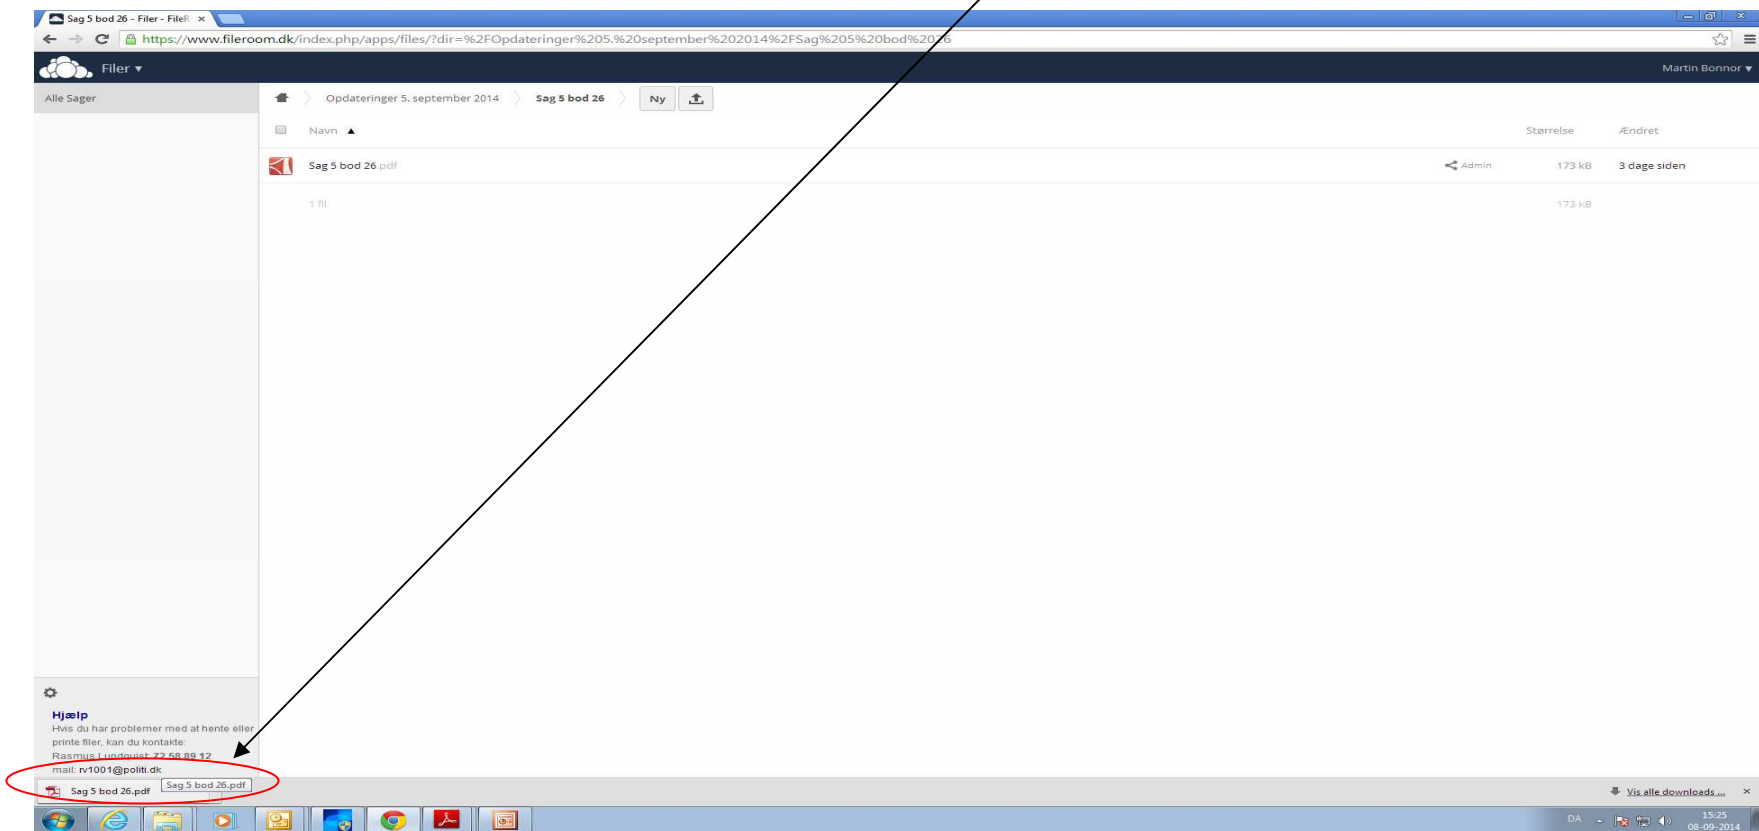 Sag 5 bod 26 - Filer - FileR
https://www.fileroom.dk/index.php/apps/files/?dir=%2FOpdateringer%205.%20september%202014%2FSag%205%20bod%2026
Filer
Martin Bonnor
Alle Sager
Opdateringer 5. september 2014
Sag 5 bod 26
Ny
Navn
Størrelse
Ændret
Sag 5 bod 26.pdf
Admin
173 kB
3 dage siden
1 fil
173 kB
Hjælp
Hvis du har problemer med at hente eller
printe filer, kan du kontakte:
Rasmus Lundquist: 72 58 89 12
mail: rv1001@politi.dk
Sag 5 bod 26.pdf
Sag 5 bod 26.pdf
Vis alle downloads ...
DA
15:25
08-09-2014